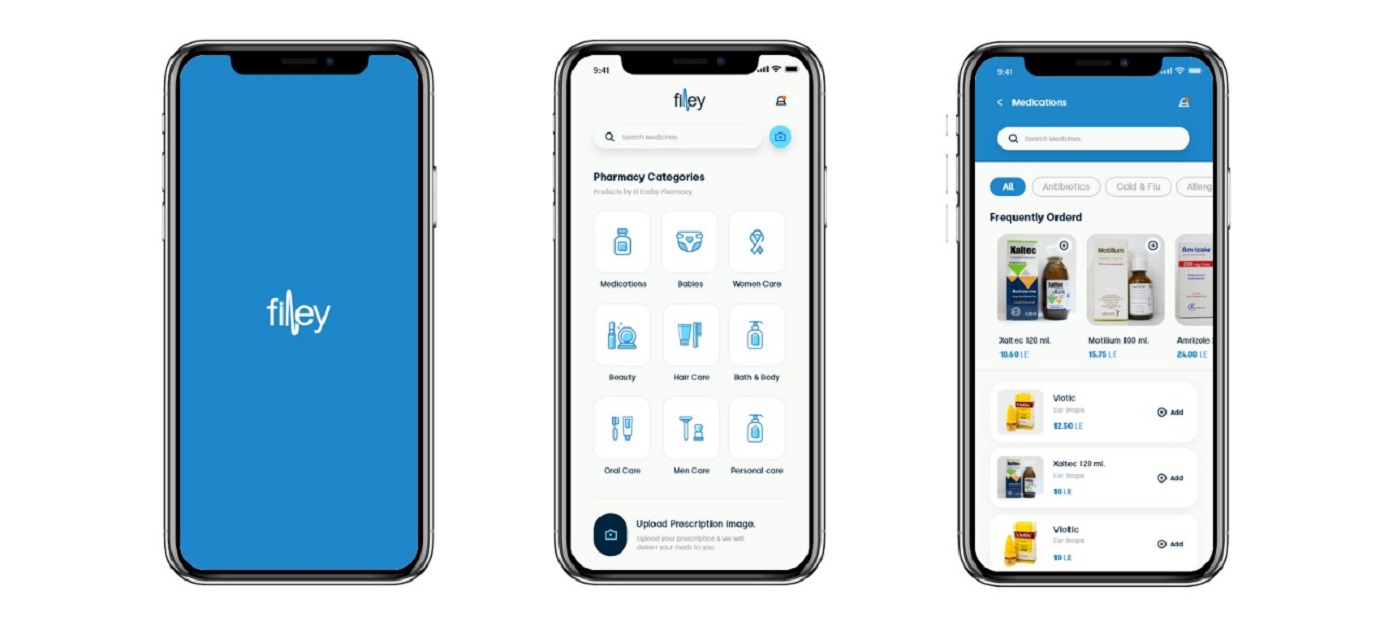 filley
9:41
filley
Search Medicines
Pharmacy Categories
Products by El Ezaby Pharmacy
Medications
Babies
Women Care
Beauty
Hair Care
Bath & Body
Oral Care
Men Care
Personal care
Upload Prescription Image.
Upload your prescription & we will
deliver your meds to you.
9:41
< Medications
Search Medicines
All
Antibiotics
Cold & Flu
Allerg
Frequently Orderd
Xaltec
Xaltec
Motilium
Amrizole
250
Xaltec 120 ml.
10.60 LE
Motilium 100 ml.
15.75 LE
Amrizole
24.00 LE
Viotic
Ear Drops
12.50 LE
Add
Xaltec 120 ml.
Ear Drops
10 LE
Add
Viotic
Ear Drops
10 LE
Add